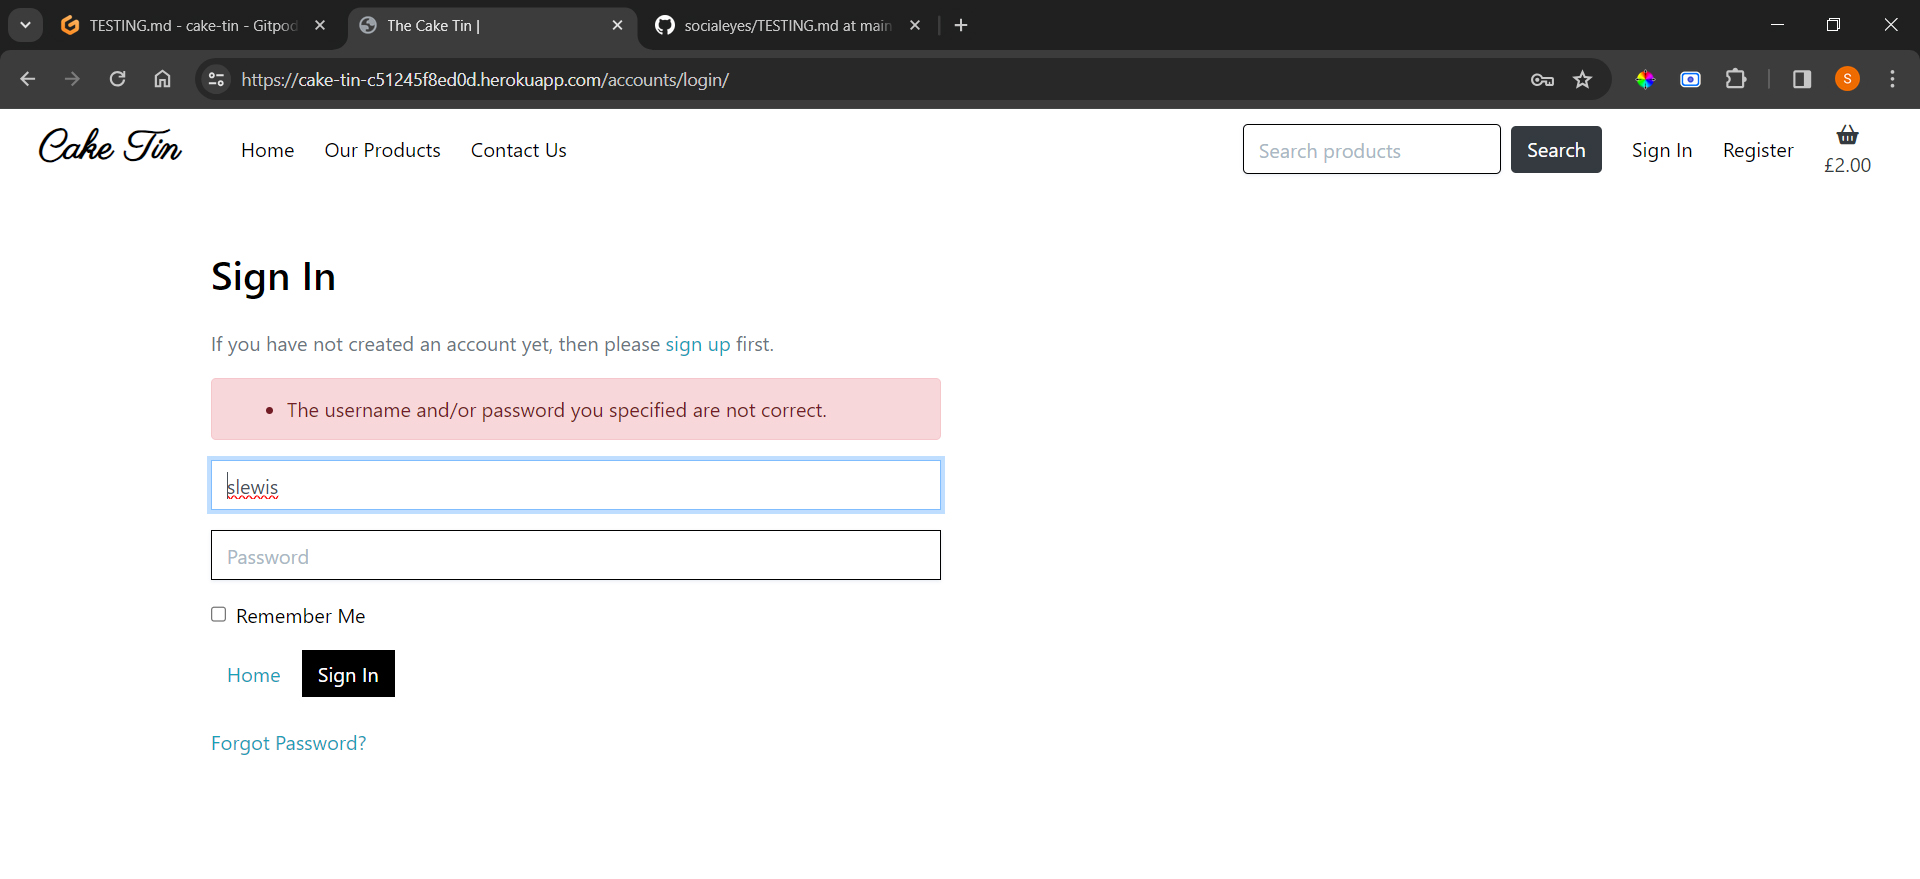 TESTING.md - cake-tin - Gitpod
The Cake Tin |
socialeyes/TESTING.md at main
https://cake-tin-c51245f8ed0d.herokuapp.com/accounts/login/
S
Cake Tin
Home
Our Products
Contact Us
Search products
Search
Sign In
Register
£2.00
Sign In
If you have not created an account yet, then please sign up first.
The username and/or password you specified are not correct.
slewis
Password
Remember Me
Home
Sign In
Forgot Password?